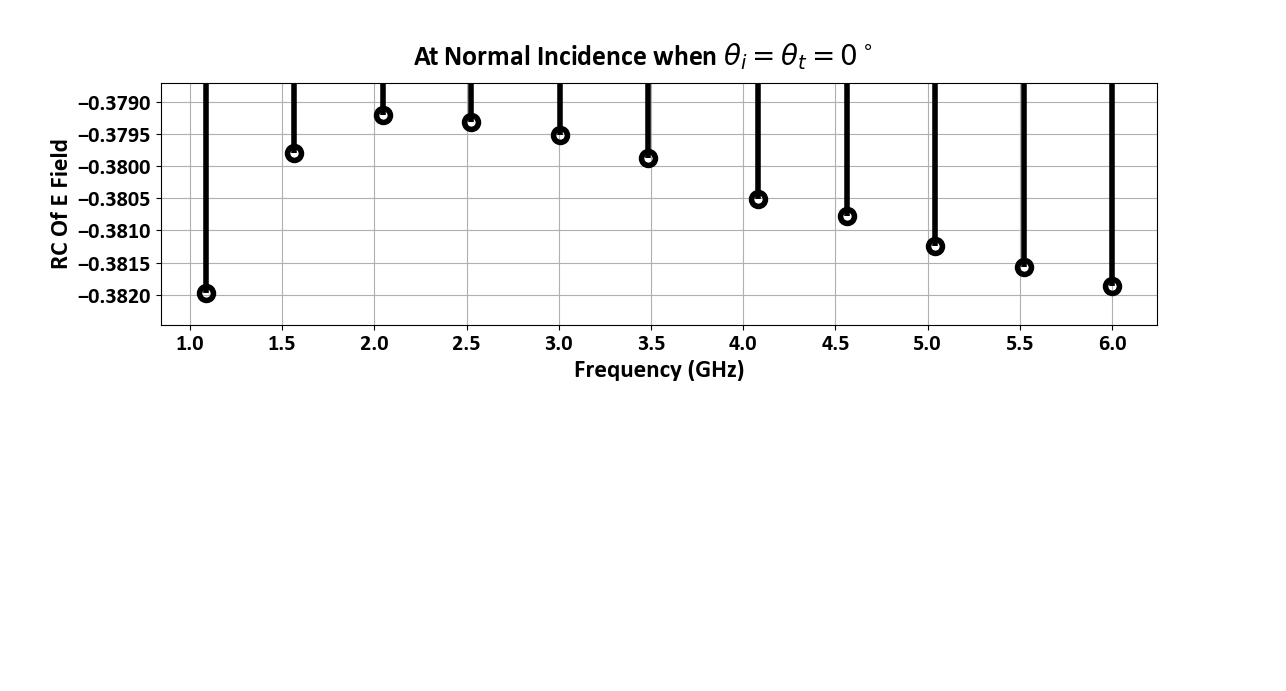 At Normal Incidence when θᵢ = θₜ = 0°
RC Of E Field
−0.3790
−0.3795
−0.3800
−0.3805
−0.3810
−0.3815
−0.3820
1.0 1.5 2.0 2.5 3.0 3.5 4.0 4.5 5.0 5.5 6.0
Frequency (GHz)